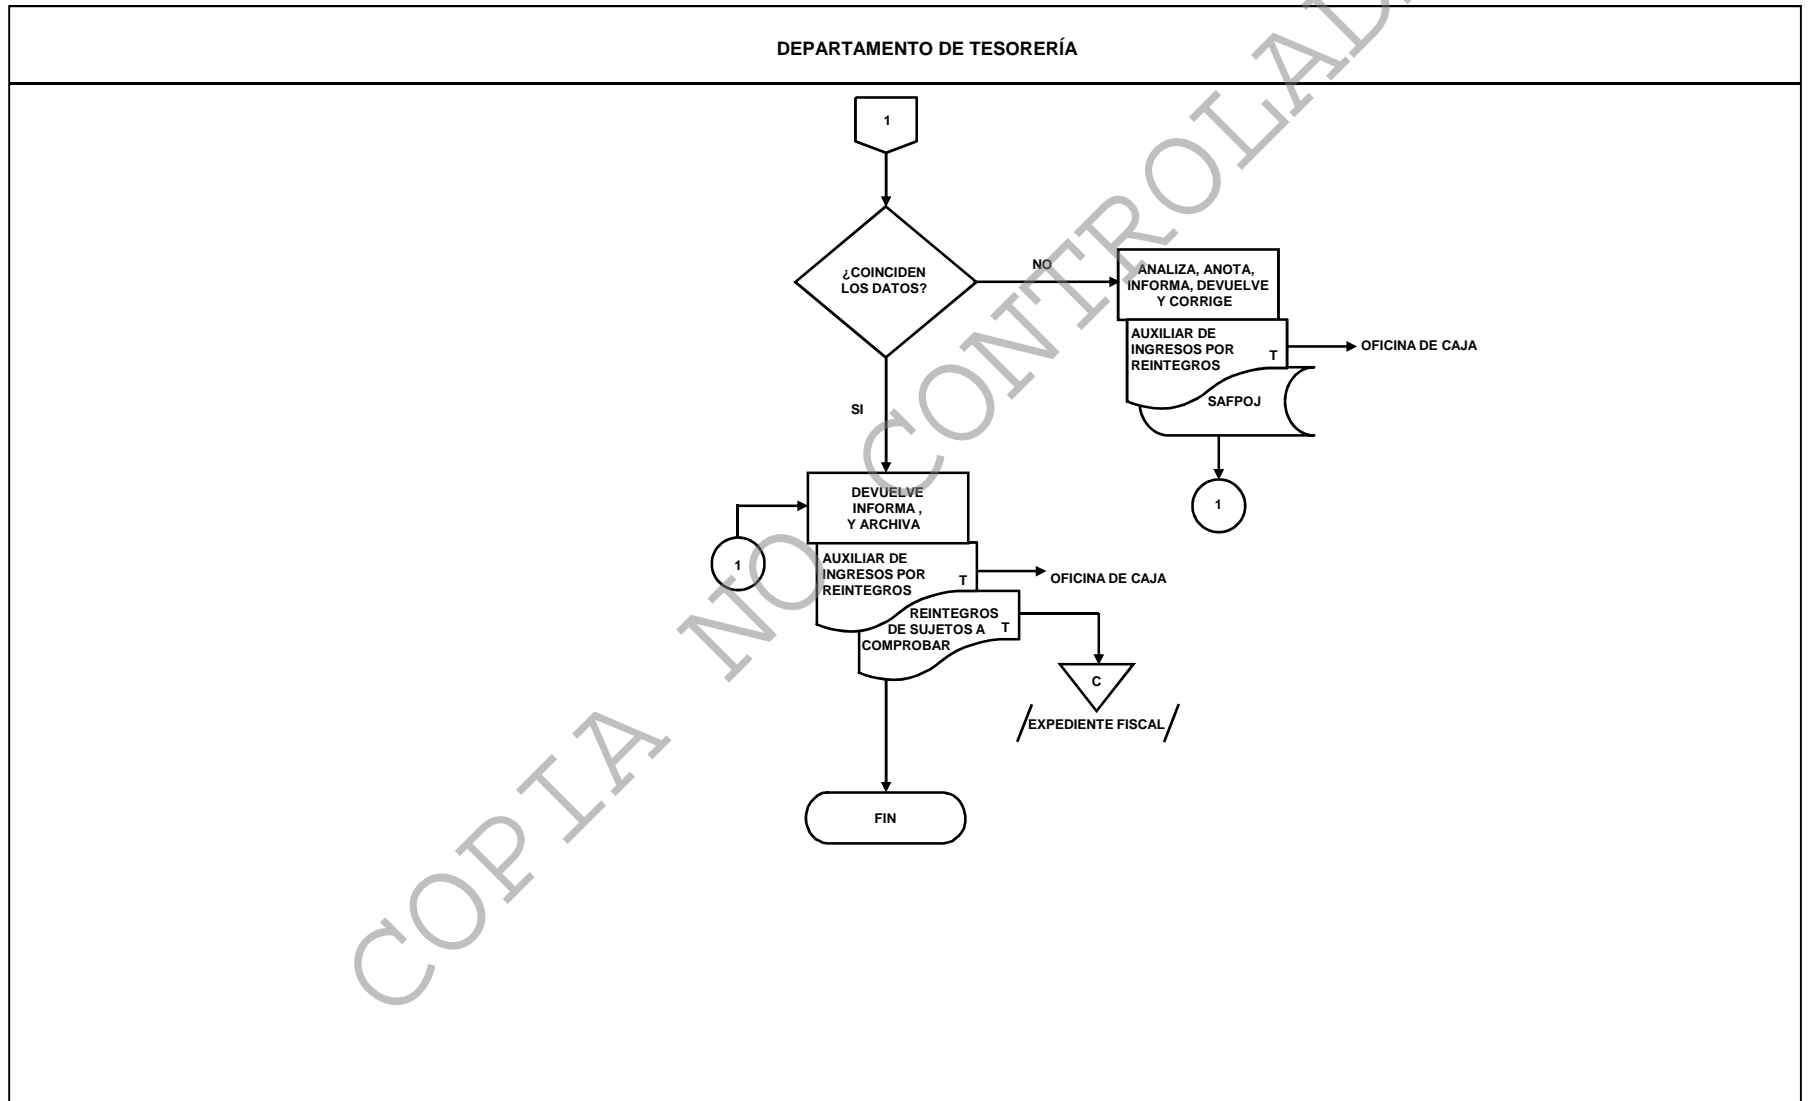 DEPARTAMENTO DE TESORERÍA
1
¿COINCIDEN
LOS DATOS?
NO
ANALIZA, ANOTA,
INFORMA, DEVUELVE
Y CORRIGE
AUXILIAR DE
INGRESOS POR
REINTEGROS
T
OFICINA DE CAJA
SAFPOJ
1
SI
DEVUELVE
INFORMA ,
Y ARCHIVA
1
AUXILIAR DE
INGRESOS POR
REINTEGROS
T
OFICINA DE CAJA
REINTEGROS
DE SUJETOS A
COMPROBAR
T
C
/EXPEDIENTE FISCAL/
FIN
COPIA NO CONTROLAD